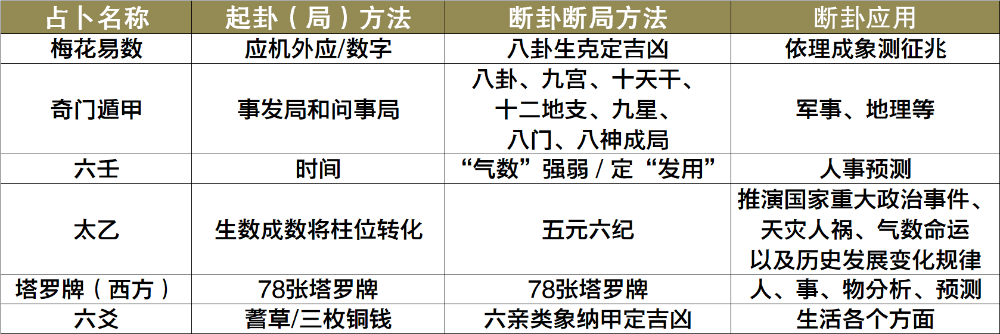 占卜名称 起卦（局）方法 断卦断局方法 断卦应用
梅花易数 应机外应/数字 八卦生克定吉凶 依理成象测征兆
奇门遁甲 事发局和问事局 八卦、九宫、十天干、
十二地支、九星、
八门、八神成局 军事、地理等
六壬 时间 “气数”强弱 / 定“发用” 人事预测
太乙 生数成数将柱位转化 五元六纪 推演国家重大政治事件、
天灾人祸、气数命运
以及历史发展变化规律
塔罗牌（西方） 78张塔罗牌 78张塔罗牌 人、事、物分析、预测
六爻 蓍草/三枚铜钱 六亲类象纳甲定吉凶 生活各个方面